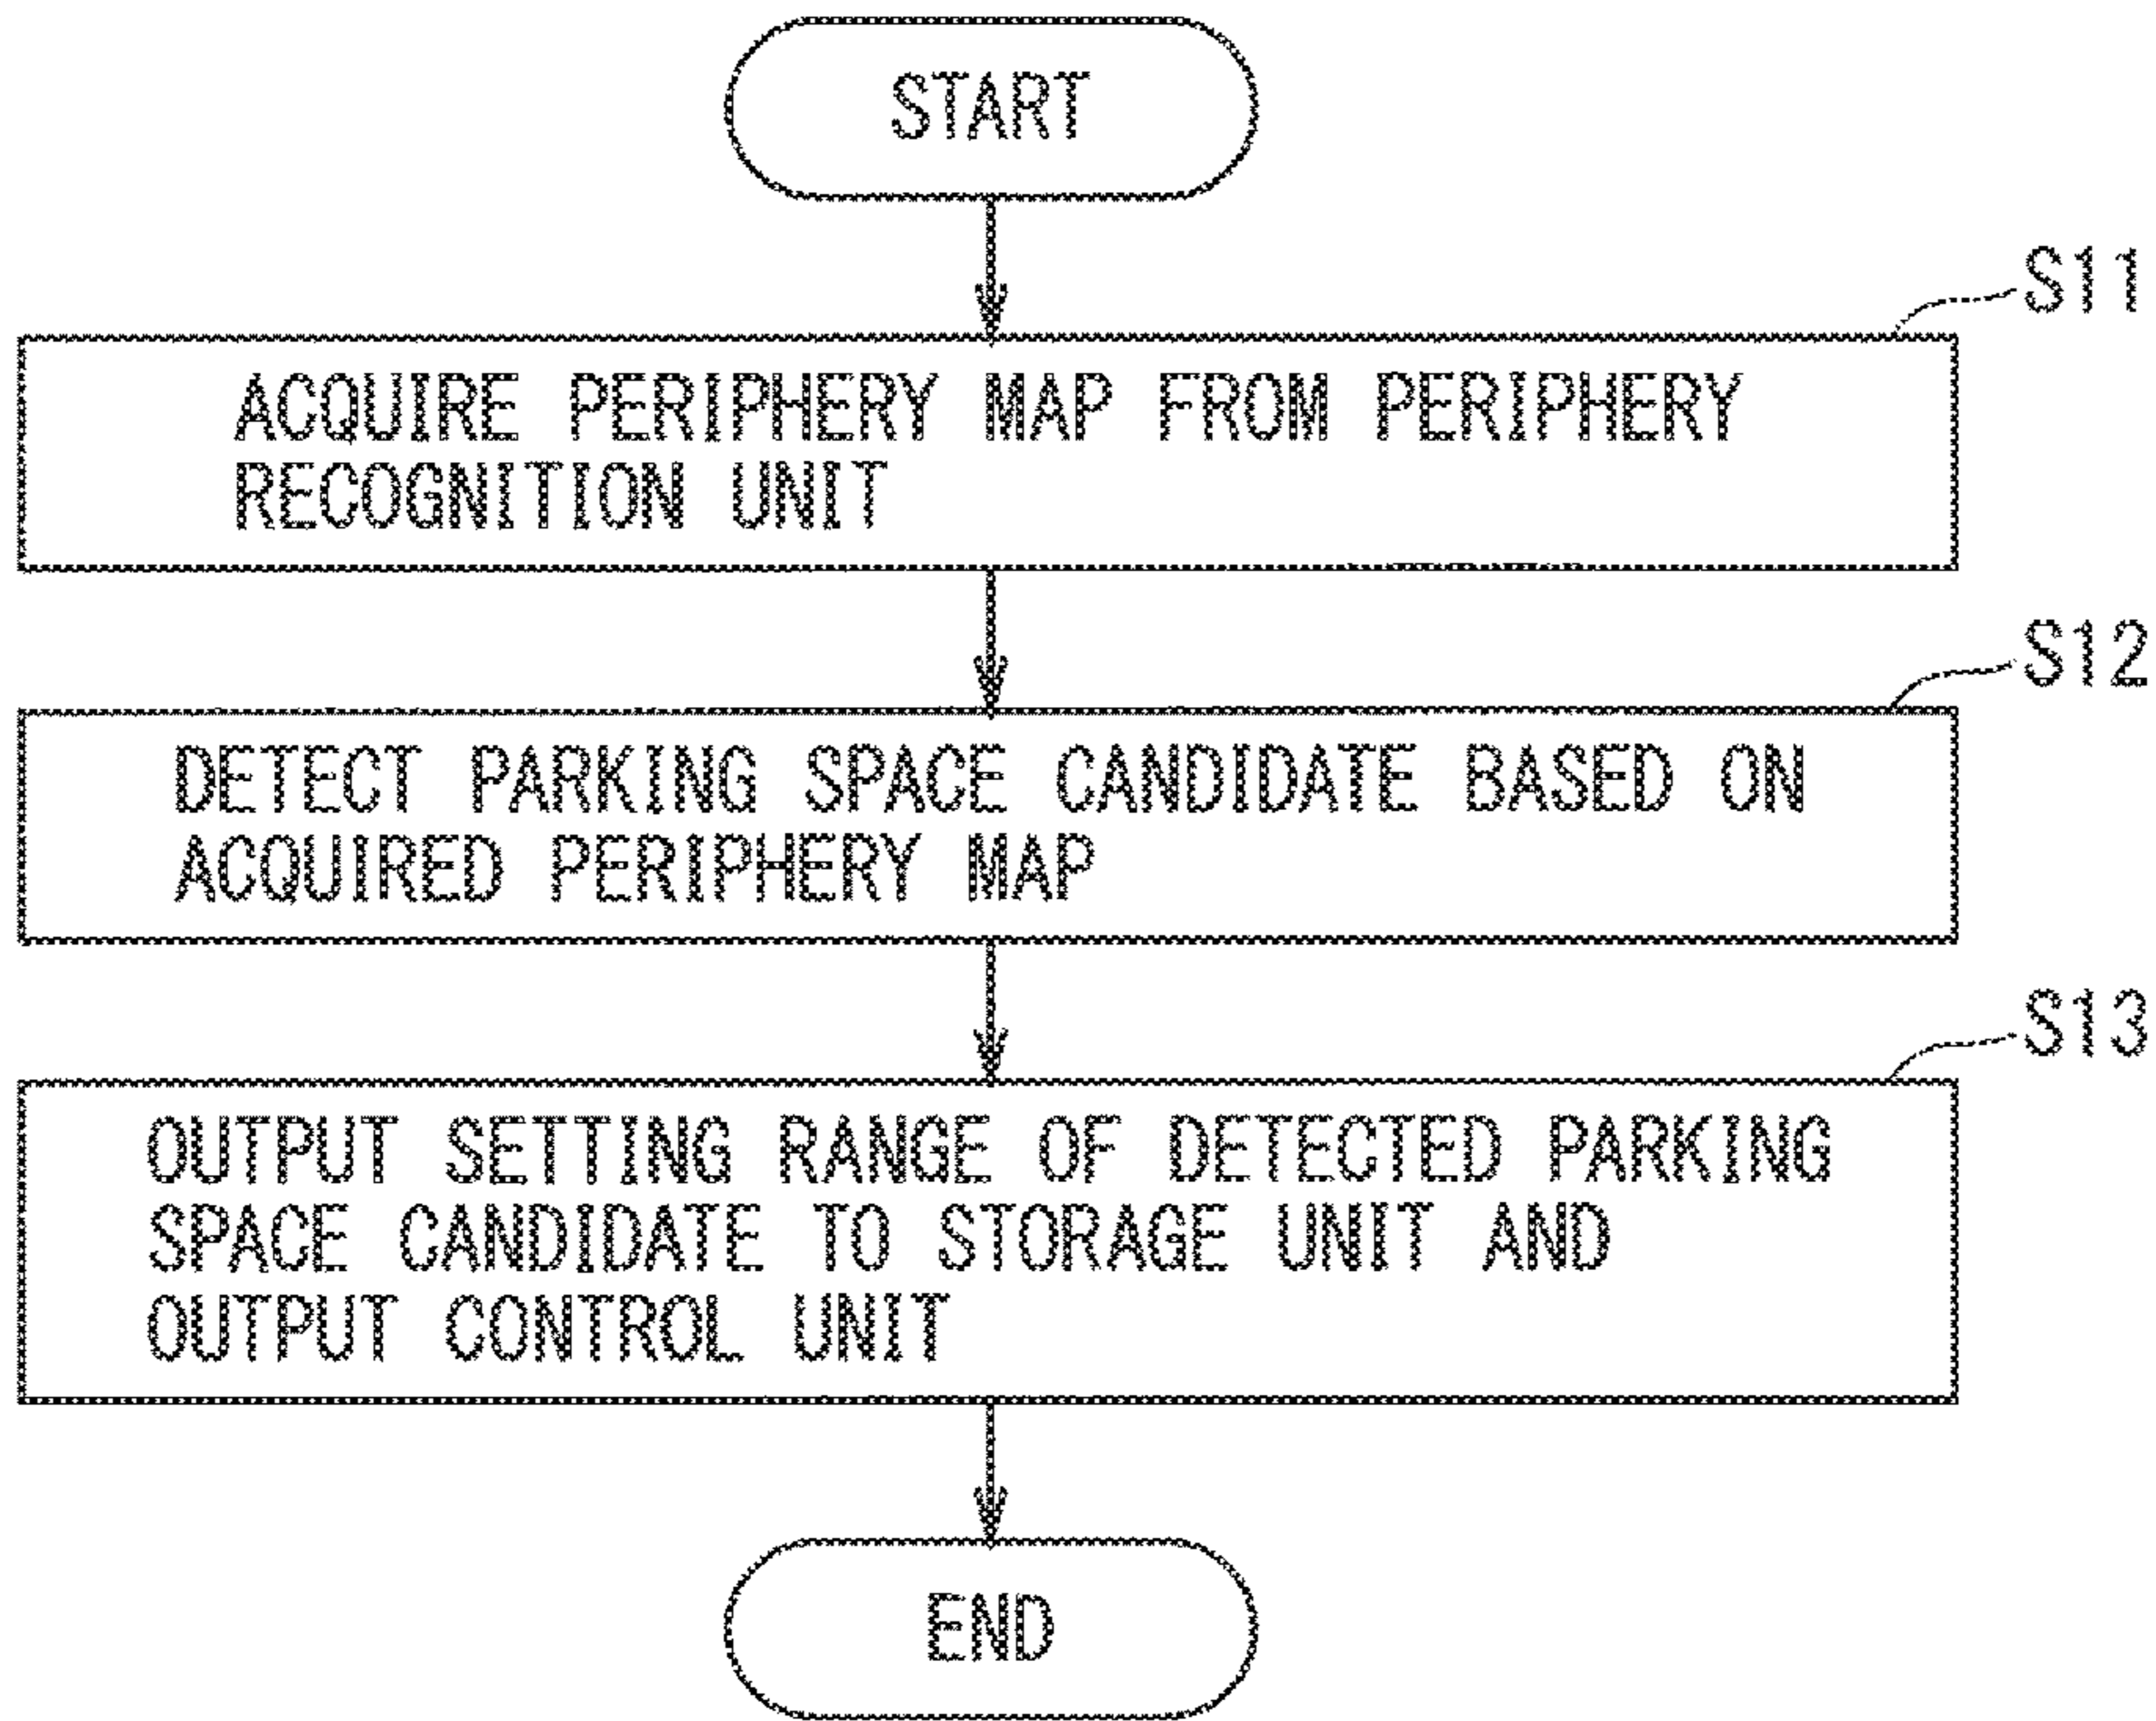 START
S11
ACQUIRE PERIPHERY MAP FROM PERIPHERY
RECOGNITION UNIT
S12
DETECT PARKING SPACE CANDIDATE BASED ON
ACQUIRED PERIPHERY MAP
S13
OUTPUT SETTING RANGE OF DETECTED PARKING
SPACE CANDIDATE TO STORAGE UNIT AND
OUTPUT CONTROL UNIT
END